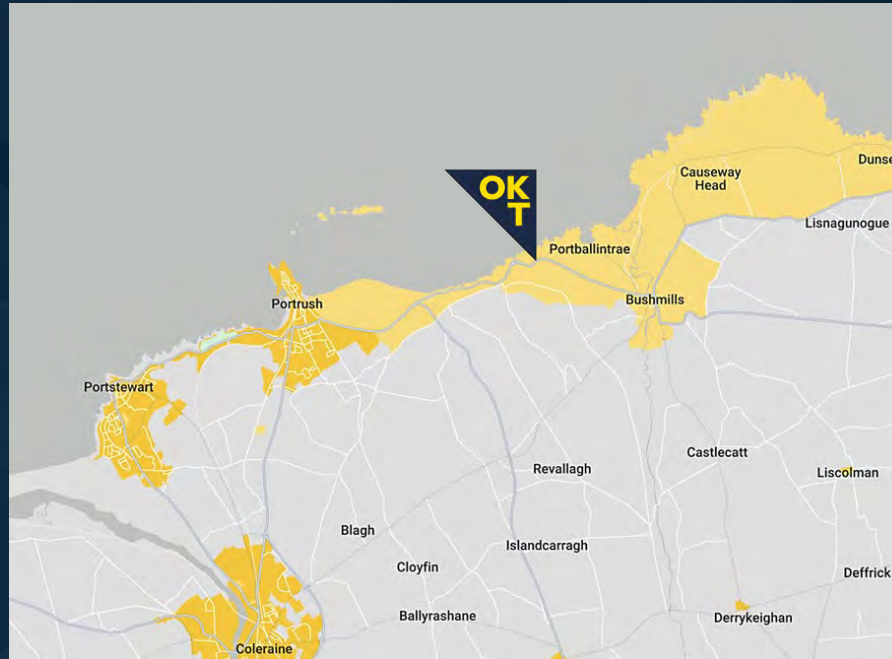 OK
T
Causeway
Head
Dunse
Lisnagunogue
Portballintrae
Bushmills
Portrush
Portstewart
Castlecatt
Revallagh
Liscolman
Blagh
Islandcarragh
Cloyfin
Deffrick
Ballyrashane
Derrykeighan
Coleraine